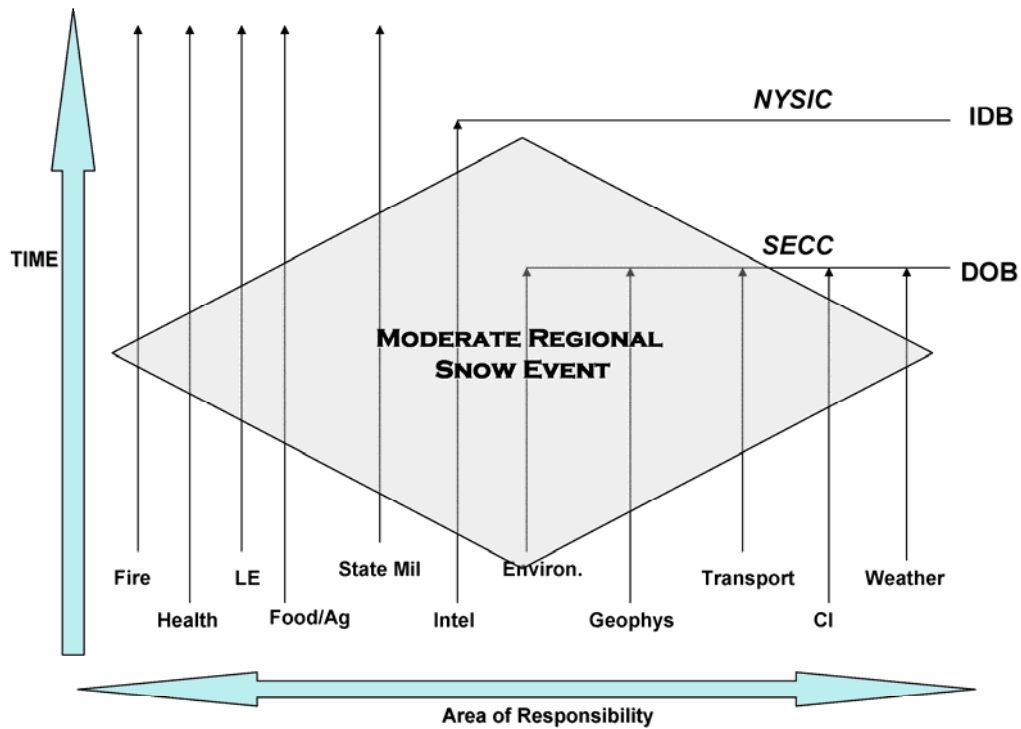 NYSIC
IDB
TIME
SECC
DOB
MODERATE REGIONAL
SNOW EVENT
Fire
LE
State Mil
Environ.
Transport
Weather
Health
Food/Ag
Intel
Geophys
CI
Area of Responsibility